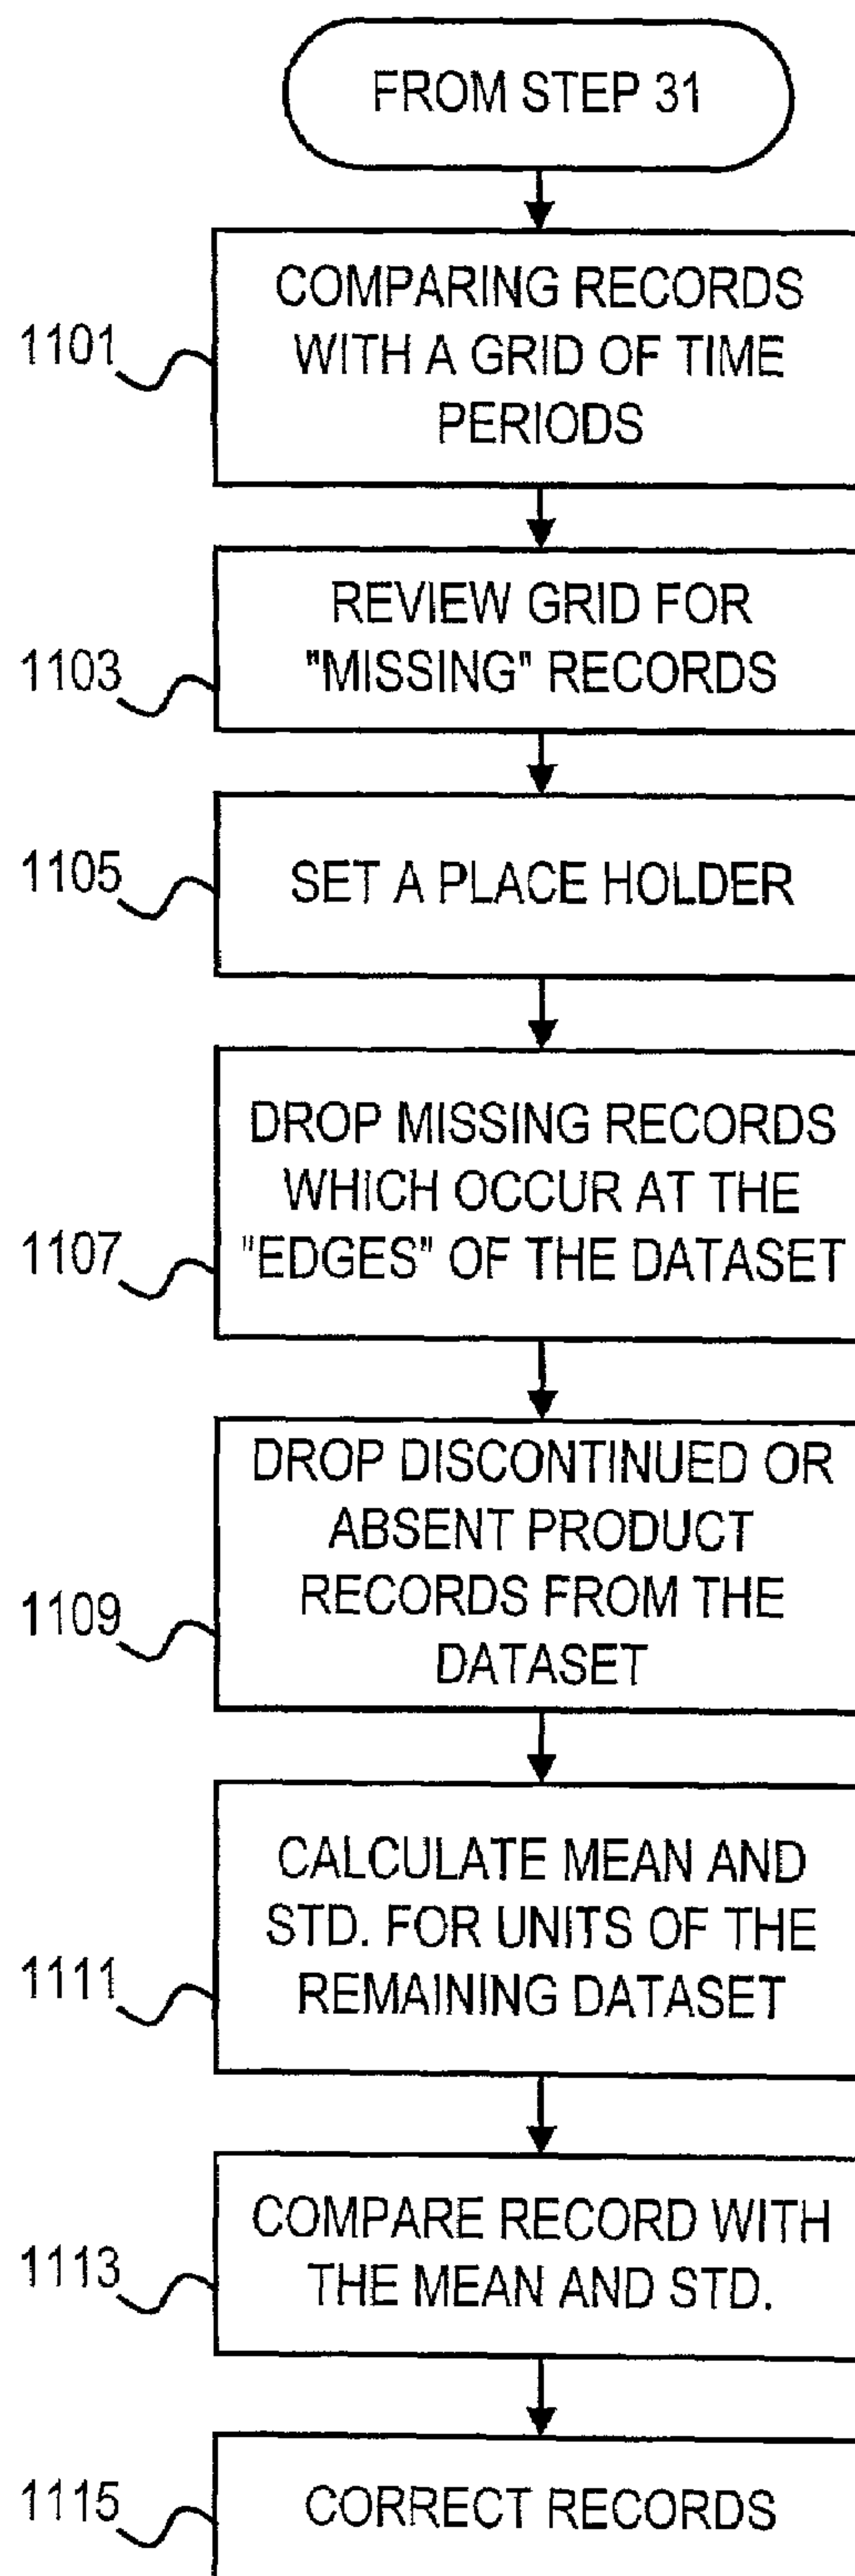 FROM STEP 31
1101
COMPARING RECORDS
WITH A GRID OF TIME
PERIODS
1103
REVIEW GRID FOR
"MISSING" RECORDS
1105
SET A PLACE HOLDER
1107
DROP MISSING RECORDS
WHICH OCCUR AT THE
"EDGES" OF THE DATASET
1109
DROP DISCONTINUED OR
ABSENT PRODUCT
RECORDS FROM THE
DATASET
1111
CALCULATE MEAN AND
STD. FOR UNITS OF THE
REMAINING DATASET
1113
COMPARE RECORD WITH
THE MEAN AND STD.
1115
CORRECT RECORDS